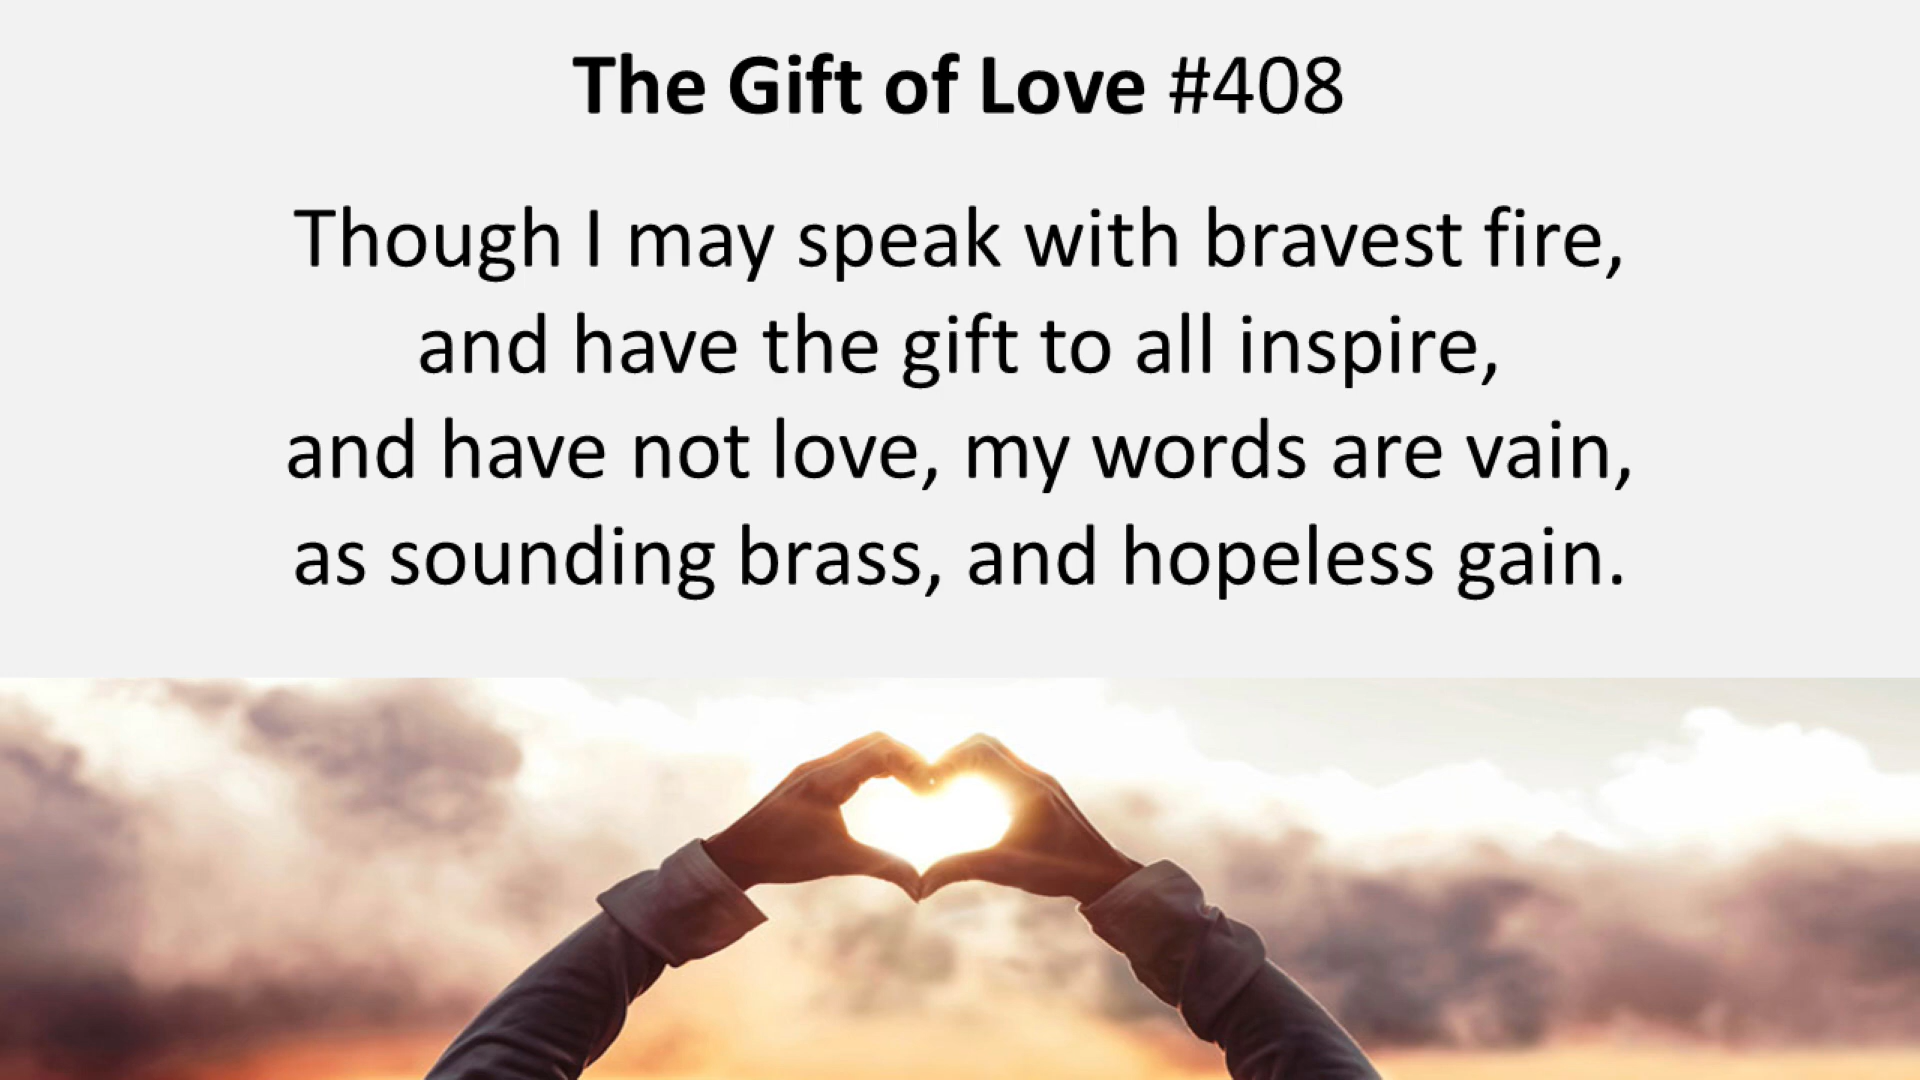 The Gift of Love #408
Though I may speak with bravest fire,
and have the gift to all inspire,
and have not love, my words are vain,
as sounding brass, and hopeless gain.